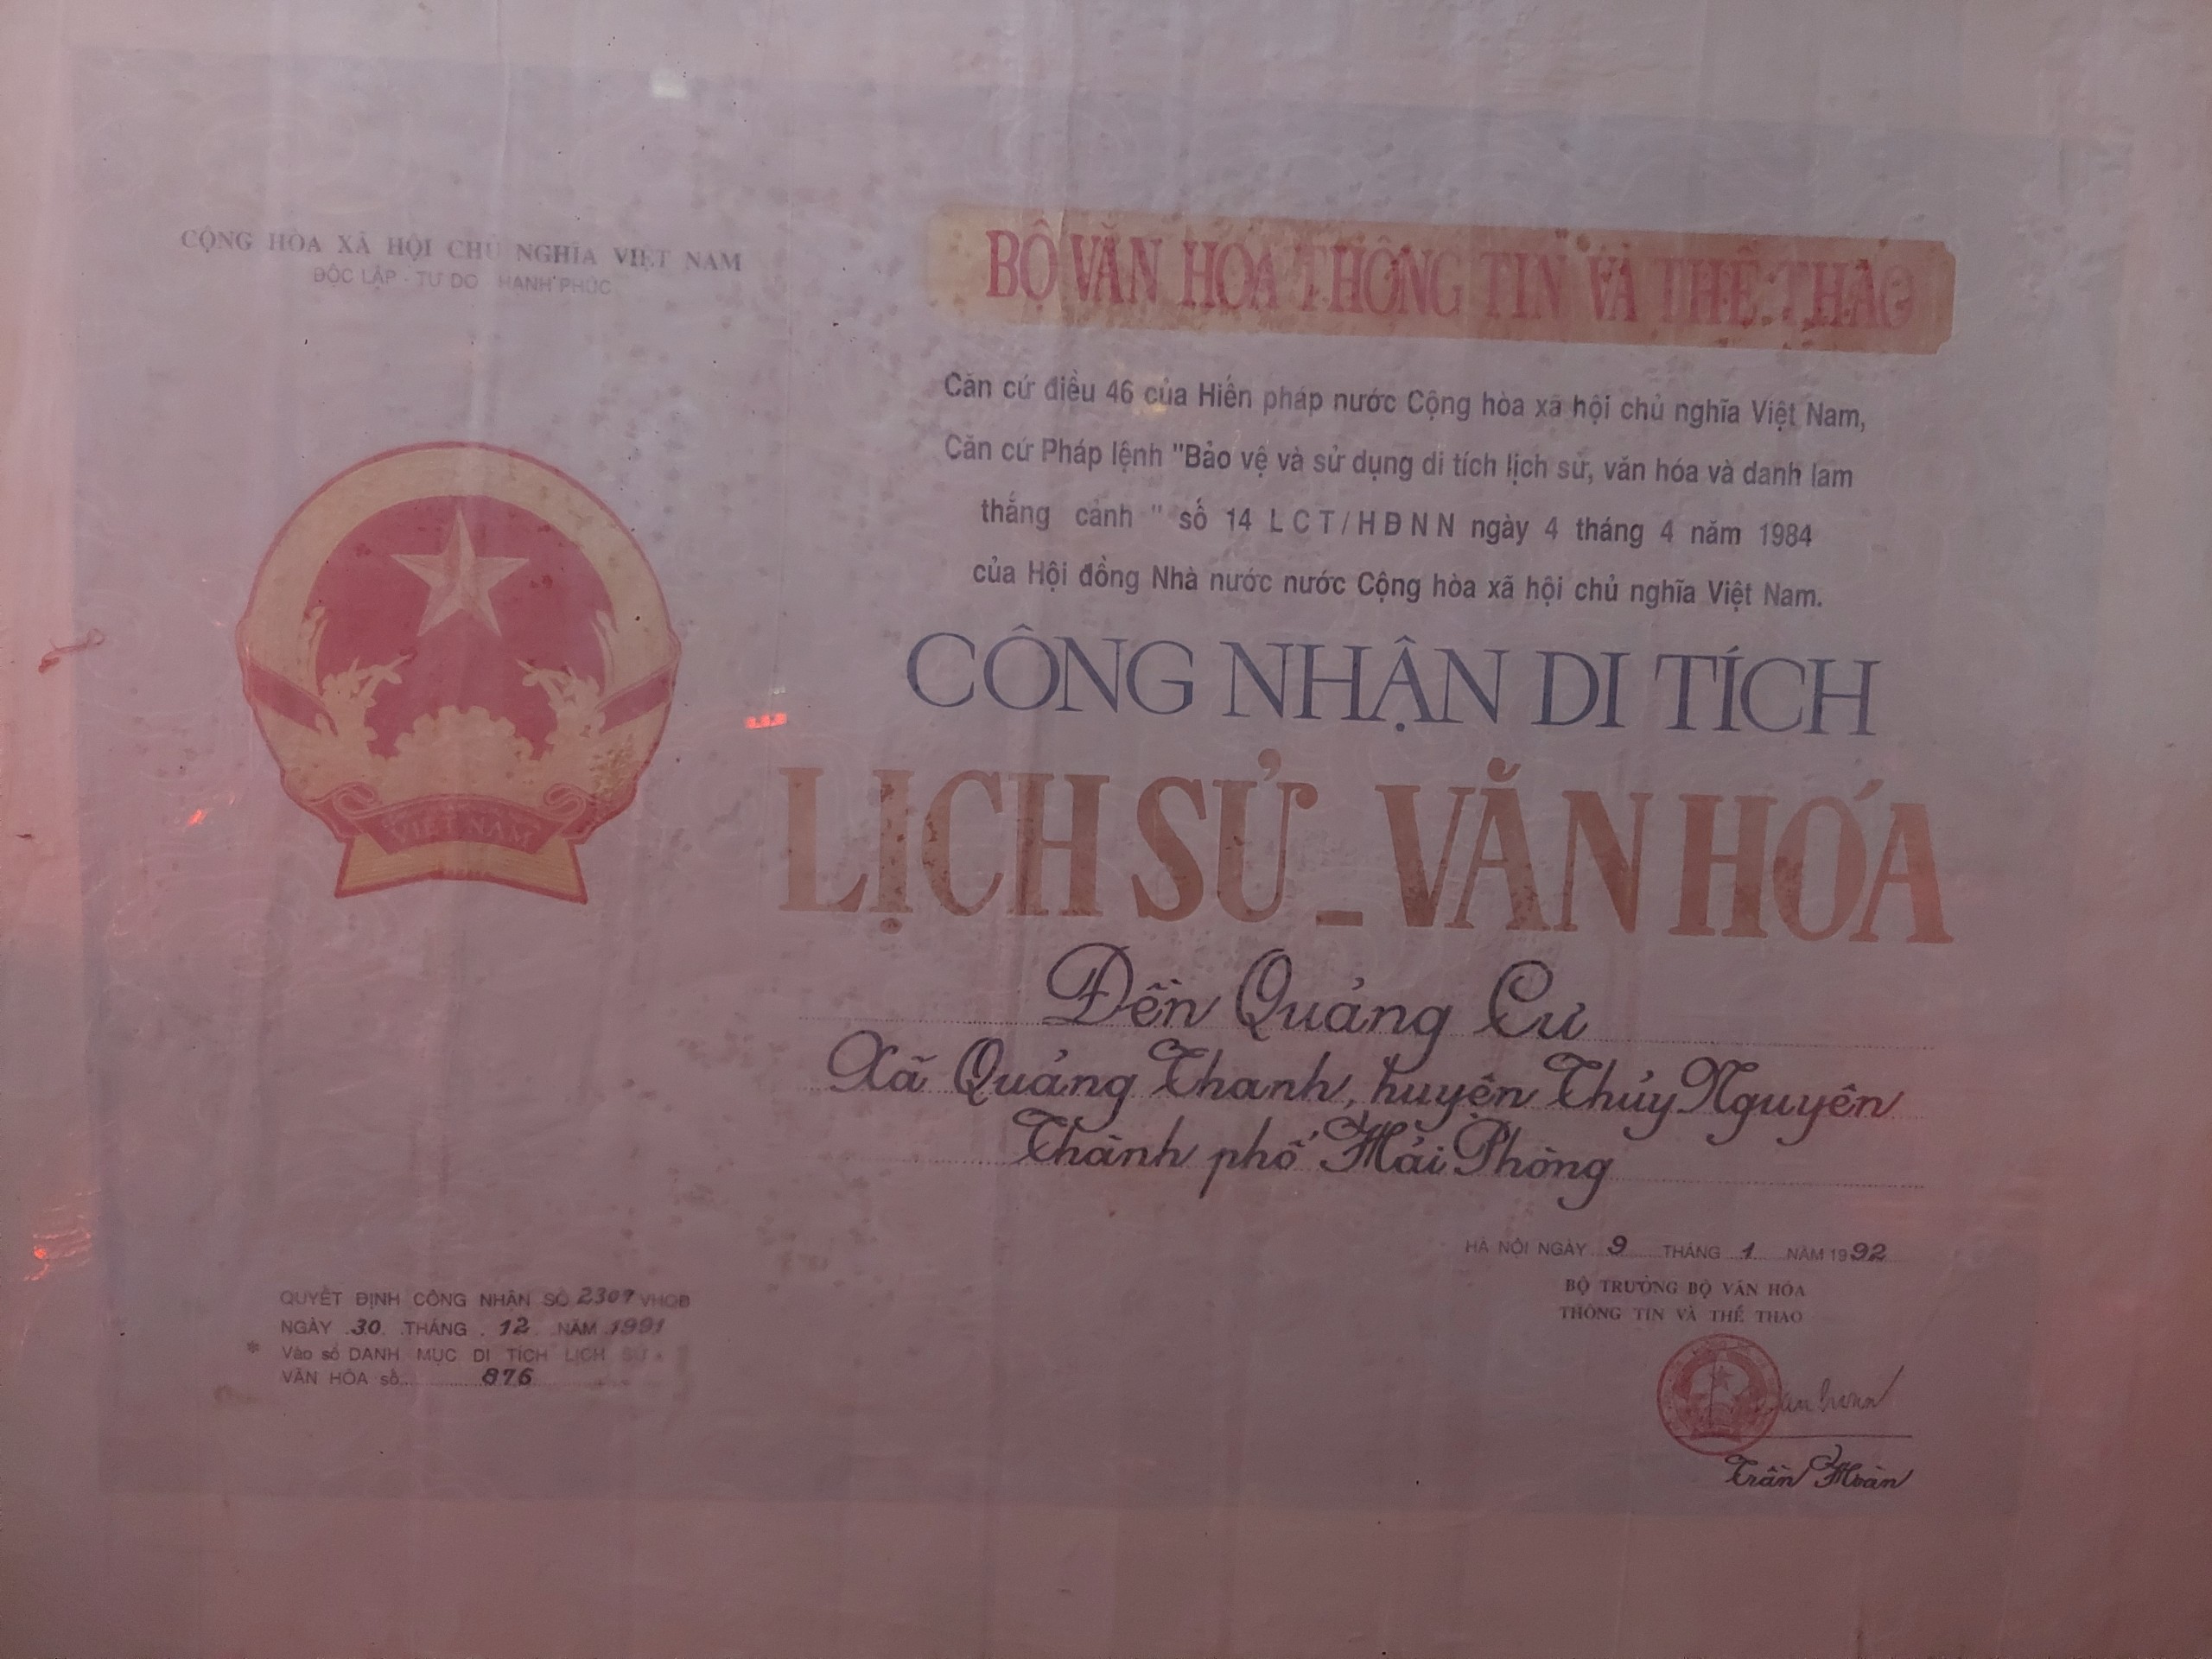 CỘNG HÒA XÃ HỘI CHỦ NGHĨA VIỆT NAM
ĐỘC LẬP - TỰ DO HẠNH PHÚC
VIỆT NAM
BỘ VĂN HÓA THÔNG TIN VÀ THỂ THAO
Căn cứ điều 46 của Hiến pháp nước Cộng hòa xã hội chủ nghĩa Việt Nam,
Căn cứ Pháp lệnh "Bảo vệ và sử dụng di tích lịch sử, văn hóa và danh lam
thắng cảnh " số 14 LCT/HĐNN ngày 4 tháng 4 năm 1984
của Hội đồng Nhà nước nước Cộng hòa xã hội chủ nghĩa Việt Nam.
CÔNG NHẬN DI TÍCH
LỊCH SỬ _ VĂN HÓA
Đền Quảng Cư
Xã Quảng Thanh, huyện Thủy Nguyên
Thành phố Hải Phòng
HÀ NỘI NGÀY 9 THÁNG 1 NĂM 1992
BỘ TRƯỞNG BỘ VĂN HÓA
THÔNG TIN VÀ THỂ THAO
Trần Hoàn
QUYẾT ĐỊNH CÔNG NHẬN SỐ 2307 VHQĐ
NGÀY 30 THÁNG 12 NĂM 1991
* Vào sổ DANH MỤC DI TÍCH LỊCH SỬ
VĂN HÓA số 876